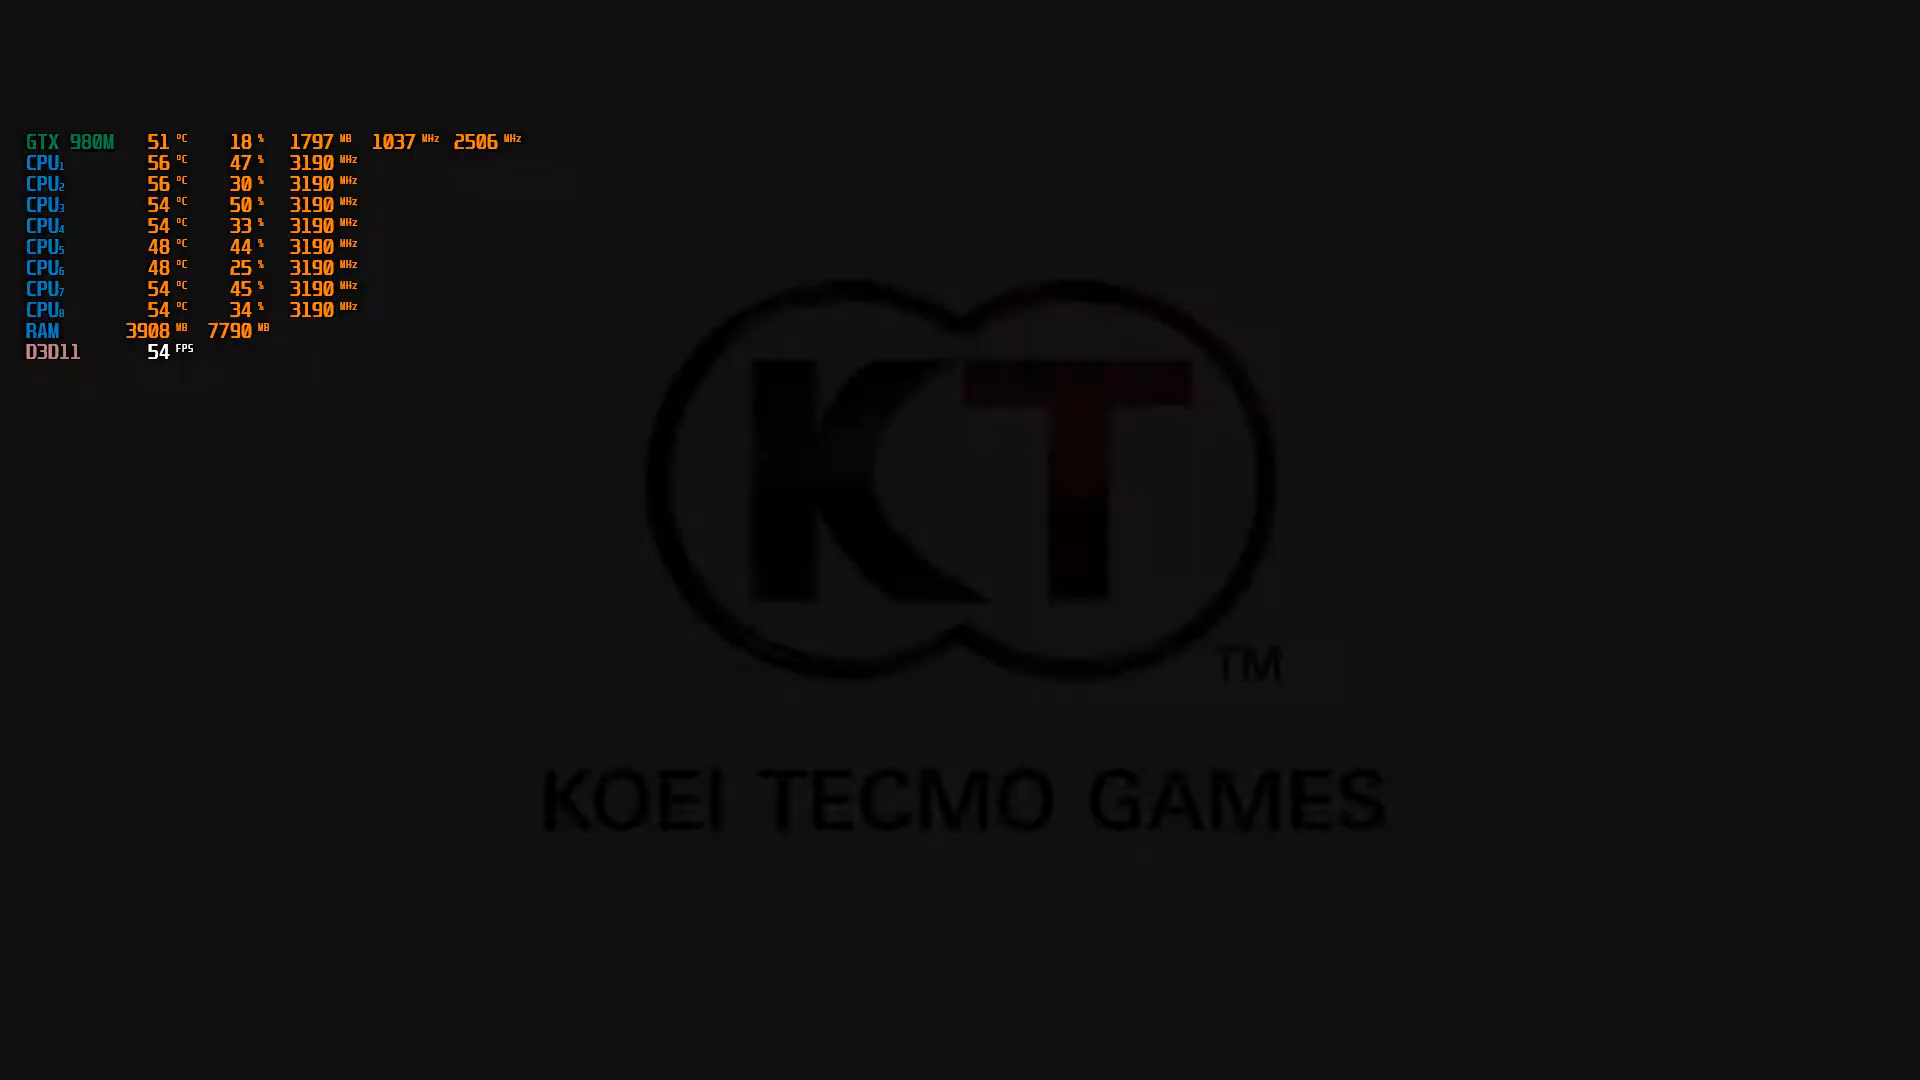 GTX 980M 51 °C 18 % 1797 MB 1037 MHz 2506 MHz
CPU1 56 °C 47 % 3190 MHz
CPU2 56 °C 30 % 3190 MHz
CPU3 54 °C 50 % 3190 MHz
CPU4 54 °C 33 % 3190 MHz
CPU5 48 °C 44 % 3190 MHz
CPU6 48 °C 25 % 3190 MHz
CPU7 54 °C 45 % 3190 MHz
CPU8 54 °C 34 % 3190 MHz
RAM 3908 MB 7790 MB
D3D11 54 FPS
KT
TM
KOEI TECMO GAMES